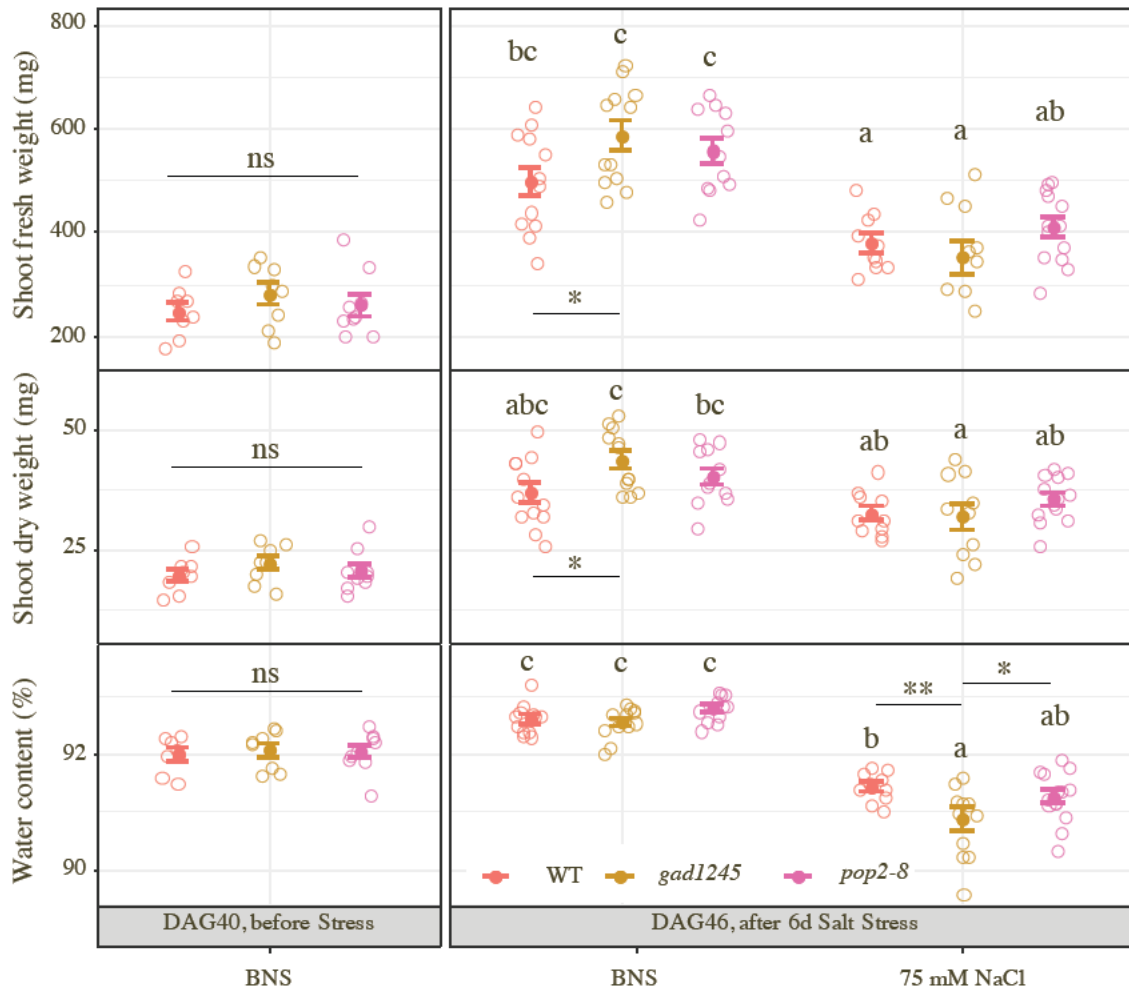 Shoot fresh weight (mg)
800
600
400
200
ns
bc
c
c
a
a
ab
*
Shoot dry weight (mg)
50
25
ns
abc
c
bc
ab
a
ab
*
Water content (%)
92
90
ns
c
c
c
**
*
b
a
ab
WT gad1245 pop2-8
DAG40, before Stress
DAG46, after 6d Salt Stress
BNS
BNS
75 mM NaCl